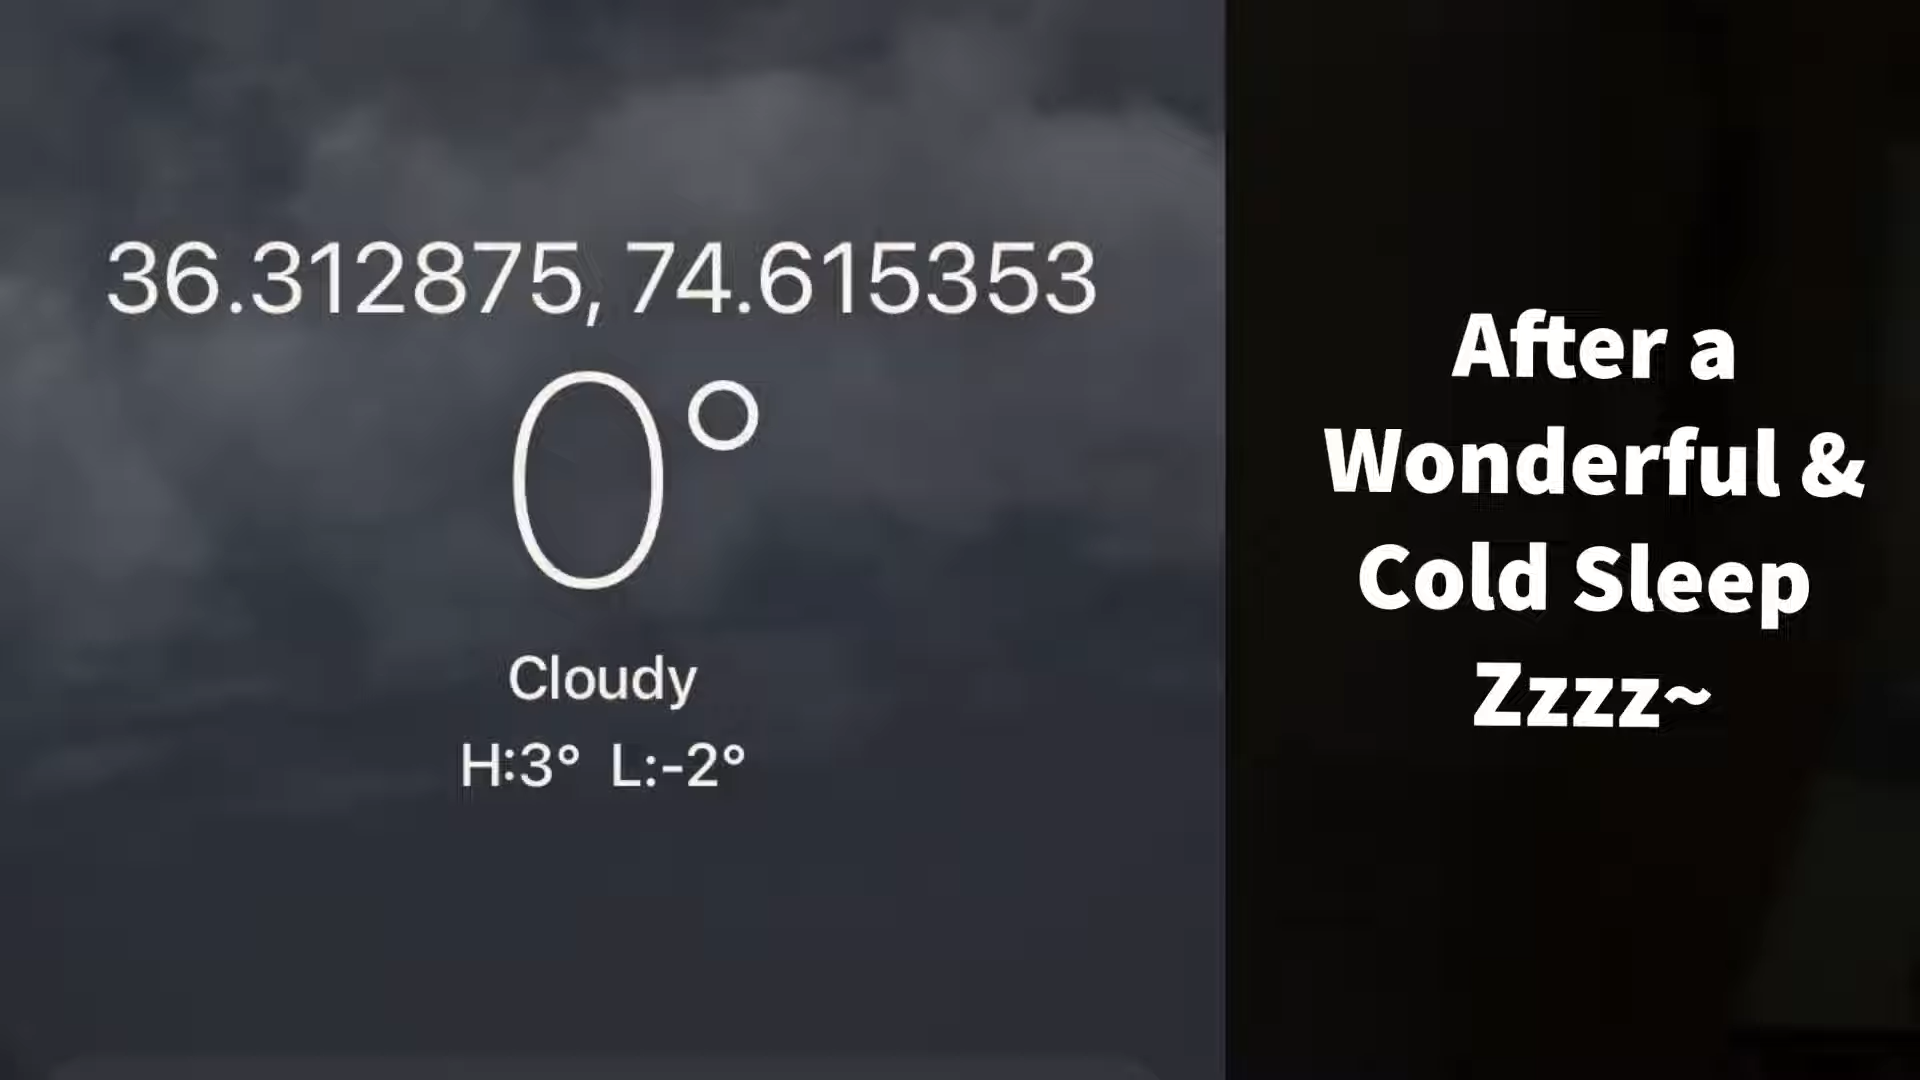 36.312875, 74.615353
0°
Cloudy
H:3° L:-2°
After a
Wonderful &
Cold Sleep
Zzzz~